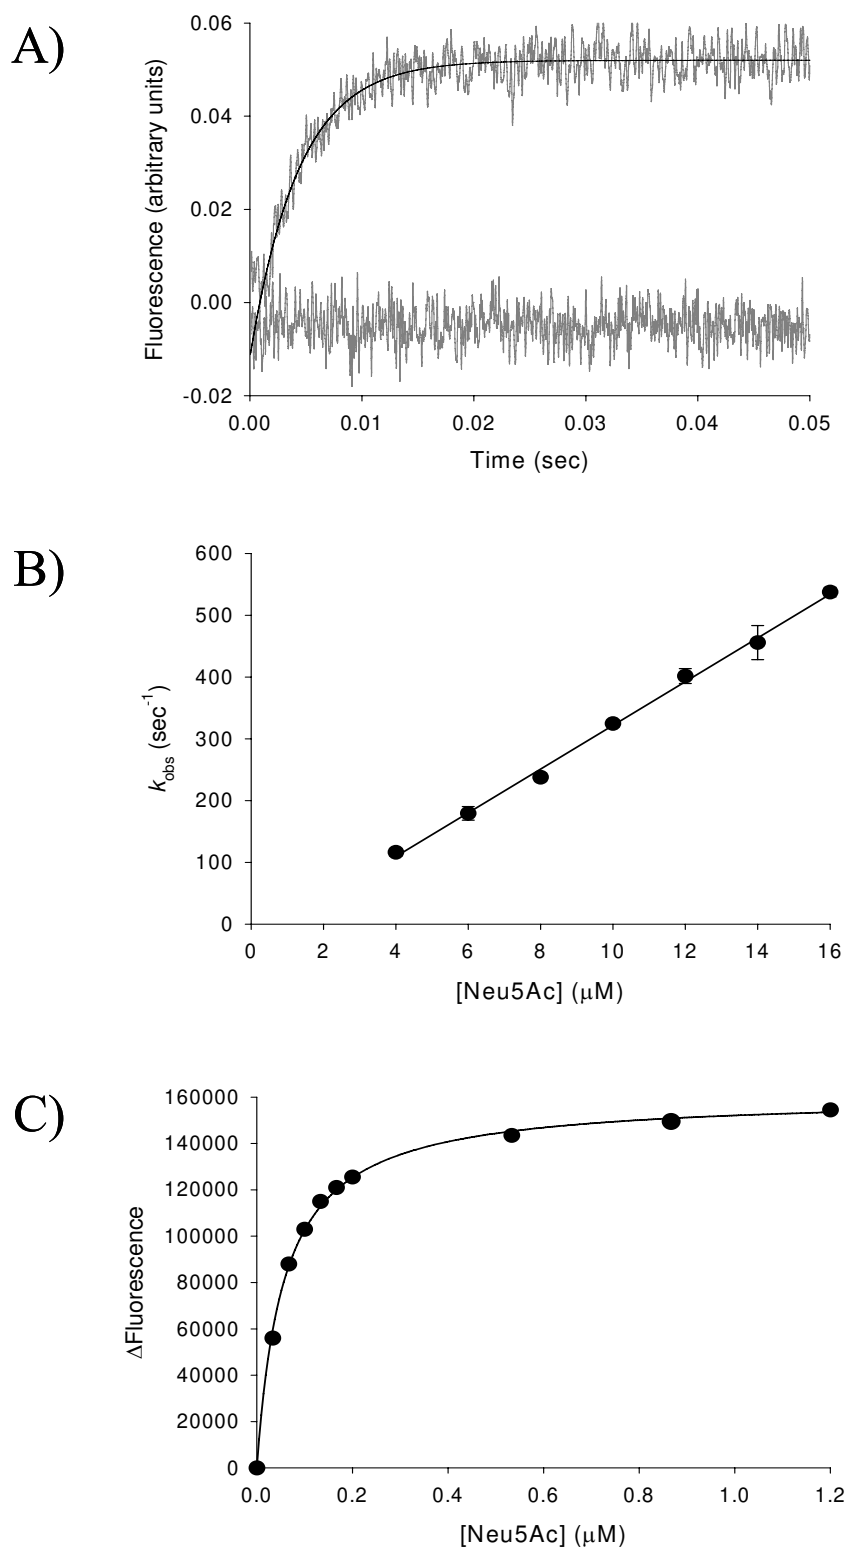 A)
0.06
0.04
0.02
0.00
-0.02
Fluorescence (arbitrary units)
0.00 0.01 0.02 0.03 0.04 0.05
Time (sec)
B)
600
500
400
300
200
100
0
kobs (sec-1)
0 2 4 6 8 10 12 14 16
[Neu5Ac] (μM)
C)
160000
140000
120000
100000
80000
60000
40000
20000
0
ΔFluorescence
0.0 0.2 0.4 0.6 0.8 1.0 1.2
[Neu5Ac] (μM)